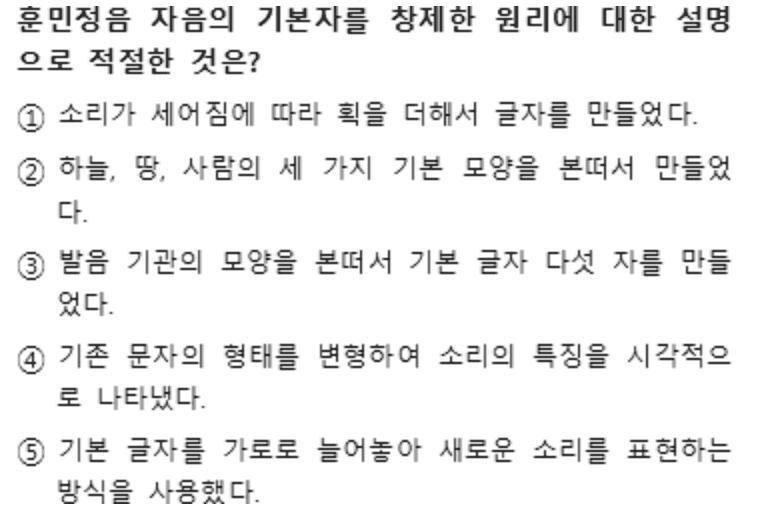 훈민정음 자음의 기본자를 창제한 원리에 대한 설명
으로 적절한 것은?
① 소리가 세어짐에 따라 획을 더해서 글자를 만들었다.
② 하늘, 땅, 사람의 세 가지 기본 모양을 본떠서 만들었
다.
③ 발음 기관의 모양을 본떠서 기본 글자 다섯 자를 만들
었다.
④ 기존 문자의 형태를 변형하여 소리의 특징을 시각적으
로 나타냈다.
⑤ 기본 글자를 가로로 늘어놓아 새로운 소리를 표현하는
방식을 사용했다.